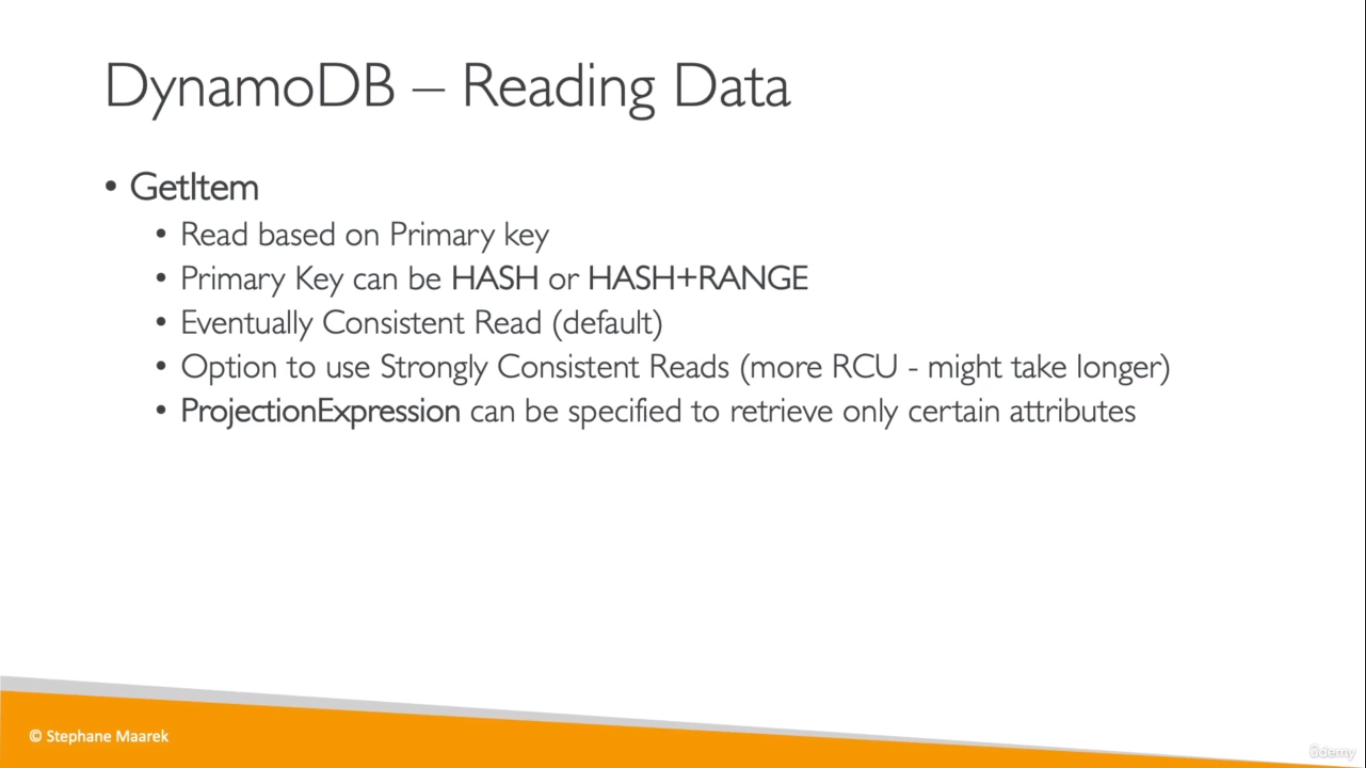 DynamoDB – Reading Data
• GetItem
• Read based on Primary key
• Primary Key can be HASH or HASH+RANGE
• Eventually Consistent Read (default)
• Option to use Strongly Consistent Reads (more RCU - might take longer)
• ProjectionExpression can be specified to retrieve only certain attributes
© Stephane Maarek
ûdemy